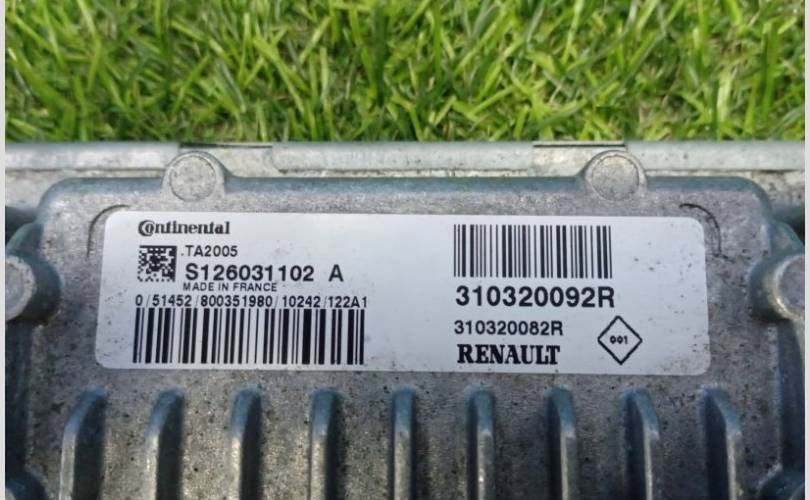 Continental
.TA2005
S126031102 A
MADE IN FRANCE
0/51452/800351980/10242/122A1
310320092R
310320082R
RENAULT
001